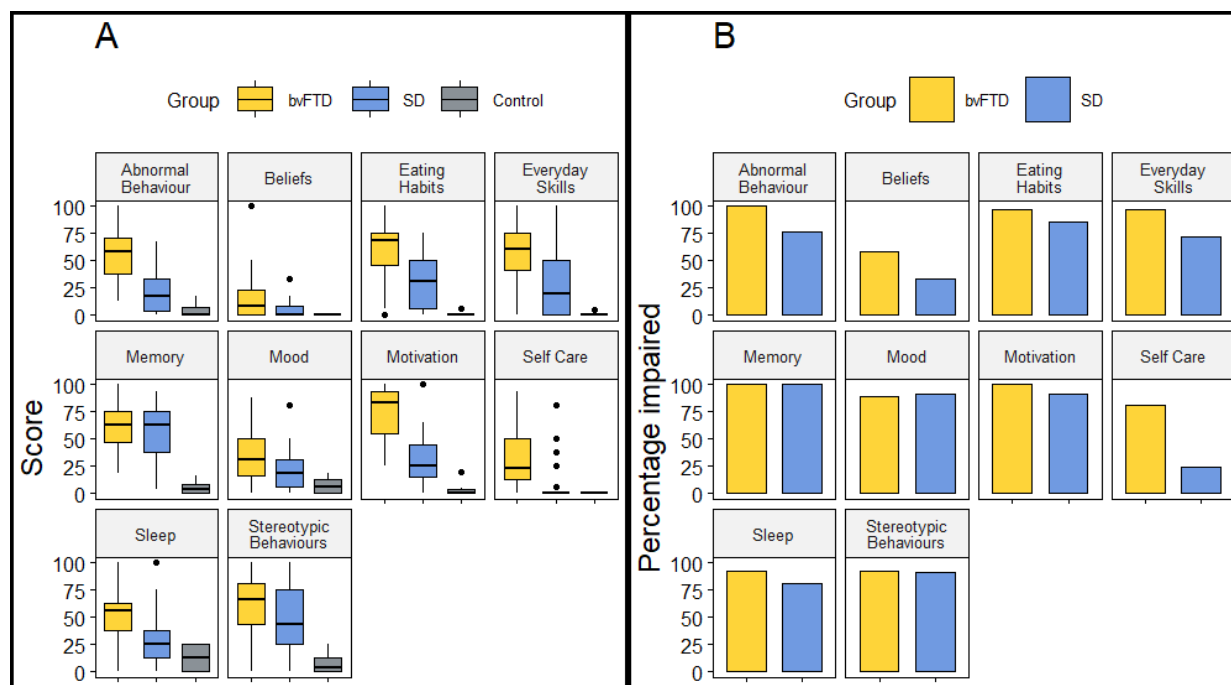 A
Group bvFTD SD Control
Abnormal
Behaviour
Beliefs
Eating
Habits
Everyday
Skills
100
75
50
25
0
Memory
Mood
Motivation
Self Care
100
75
50
25
0
Sleep
Stereotypic
Behaviours
100
75
50
25
0
Score
B
Group bvFTD SD
Abnormal
Behaviour
Beliefs
Eating
Habits
Everyday
Skills
100
75
50
25
0
Memory
Mood
Motivation
Self Care
100
75
50
25
0
Sleep
Stereotypic
Behaviours
100
75
50
25
0
Percentage impaired